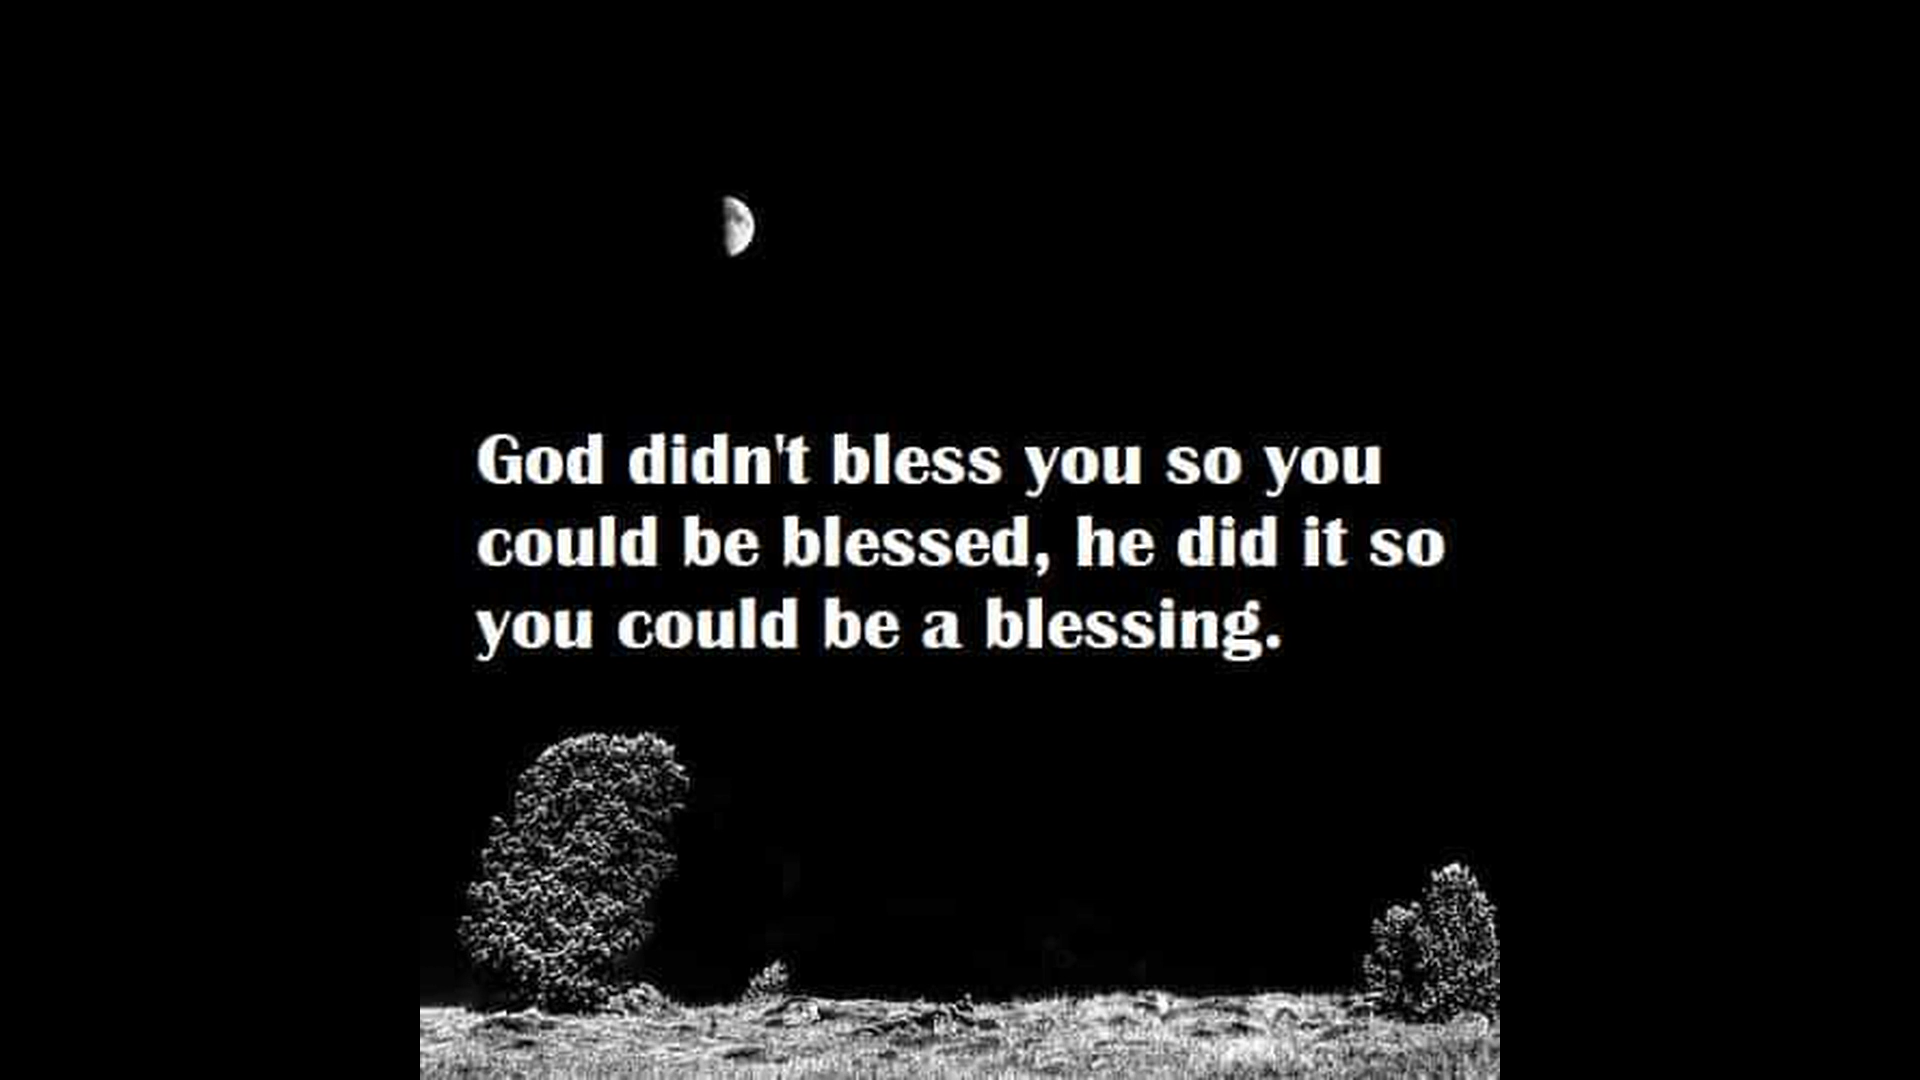 God didn't bless you so you
could be blessed, he did it so
you could be a blessing.